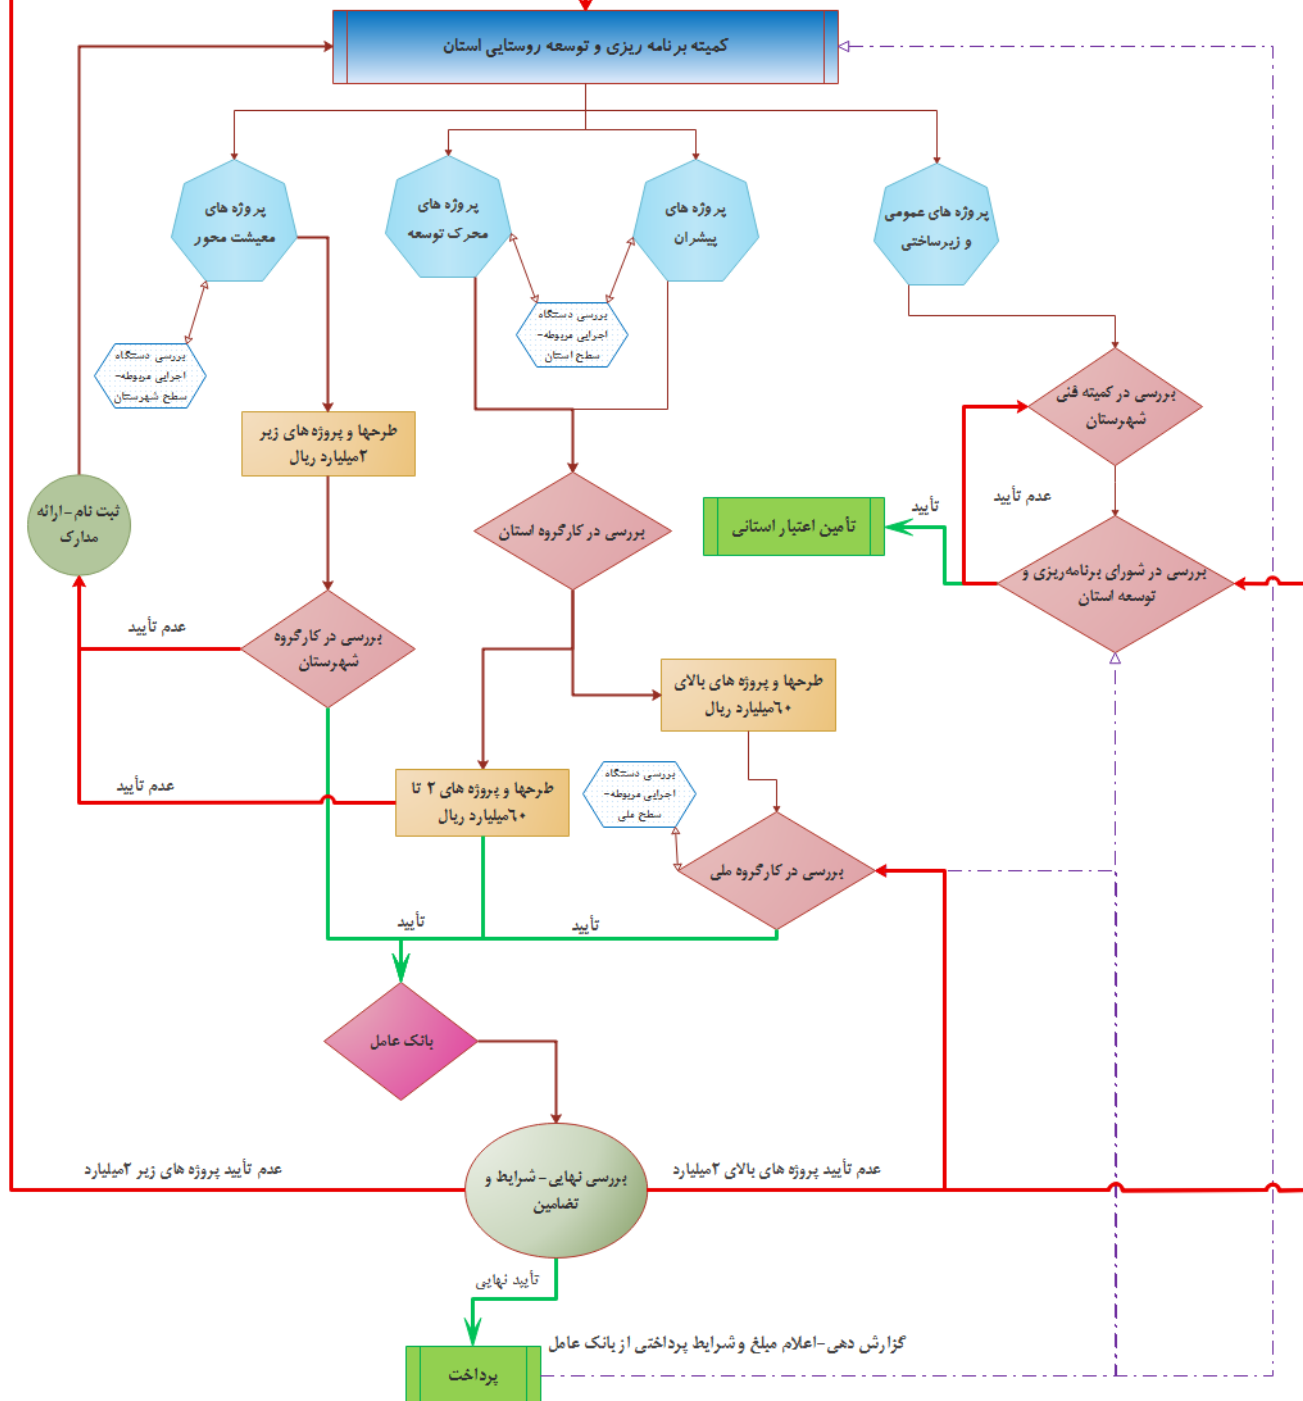 کمیته برنامه ریزی و توسعه روستایی استان
پروژه های عمومی
و زیرساختی
پروژه های
پیشران
پروژه های
محرک توسعه
پروژه های
معیشت محور
بررسی دستگاه
اجرایی مربوطه-
سطح استان
بررسی دستگاه
اجرایی مربوطه-
سطح شهرستان
بررسی در کمیته فنی
شهرستان
طرحها و پروژه های زیر
۲میلیارد ریال
عدم تأیید
تأیید
تأمین اعتبار استانی
بررسی در کارگروه استان
ثبت نام-ارائه
مدارک
بررسی در شورای برنامه‌ریزی و
توسعه استان
عدم تأیید
بررسی در کارگروه
شهرستان
طرحها و پروژه های بالای
۶۰میلیارد ریال
بررسی دستگاه
اجرایی مربوطه-
سطح ملی
طرحها و پروژه های ۲ تا
۶۰میلیارد ریال
عدم تأیید
بررسی در کارگروه ملی
تأیید
تأیید
بانک عامل
عدم تأیید پروژه های بالای ۲میلیارد
بررسی نهایی-شرایط و
تضامین
عدم تأیید پروژه های زیر ۲میلیارد
تأیید نهایی
گزارش دهی-اعلام مبلغ و شرایط پرداختی از بانک عامل
پرداخت